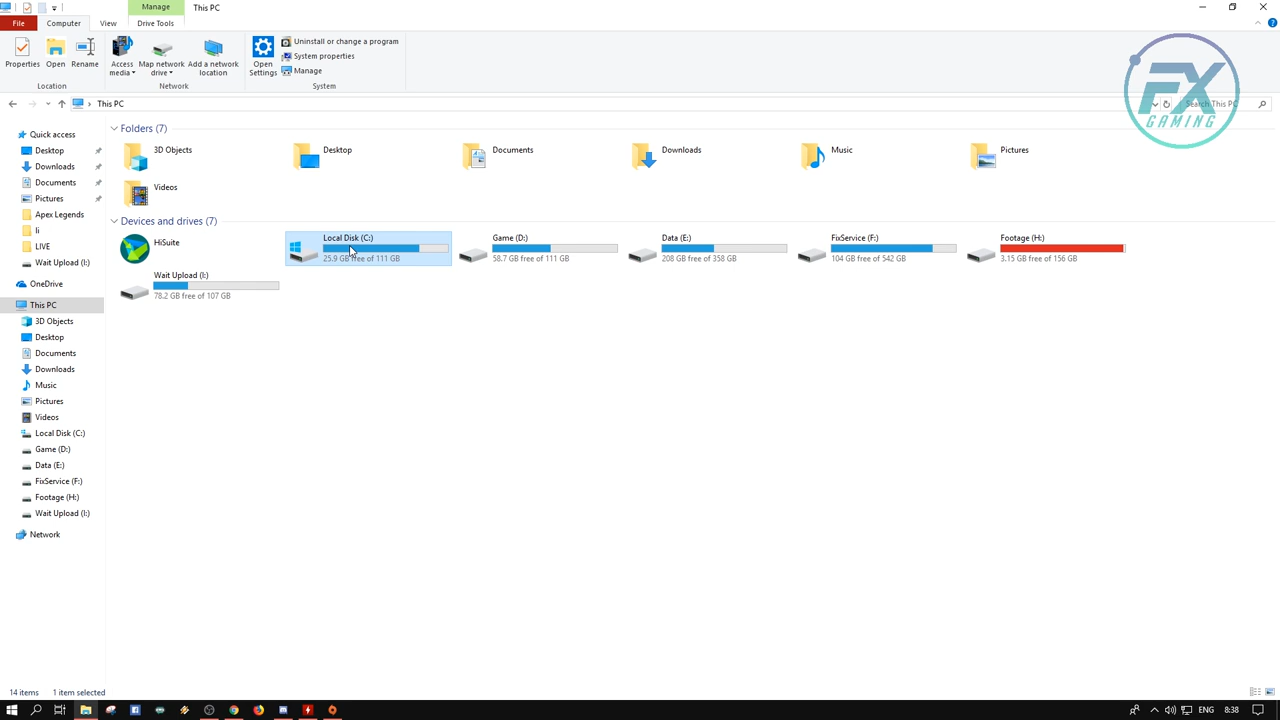 Manage
This PC
File
Computer
View
Drive Tools
Properties
Open
Rename
Access media
Map network drive
Add a network location
Open Settings
Uninstall or change a program
System properties
Manage
Location
Network
System
This PC
Search This PC
FX
GAMING
Quick access
Desktop
Downloads
Documents
Pictures
Apex Legends
li
LIVE
Wait Upload (I:)
OneDrive
This PC
3D Objects
Desktop
Documents
Downloads
Music
Pictures
Videos
Local Disk (C:)
Game (D:)
Data (E:)
FixService (F:)
Footage (H:)
Wait Upload (I:)
Network
Folders (7)
3D Objects
Desktop
Documents
Downloads
Music
Pictures
Videos
Devices and drives (7)
HiSuite
Local Disk (C:)
25.9 GB free of 111 GB
Game (D:)
58.7 GB free of 111 GB
Data (E:)
208 GB free of 358 GB
FixService (F:)
104 GB free of 542 GB
Footage (H:)
3.15 GB free of 156 GB
Wait Upload (I:)
78.2 GB free of 107 GB
14 items
1 item selected
ENG
8:38